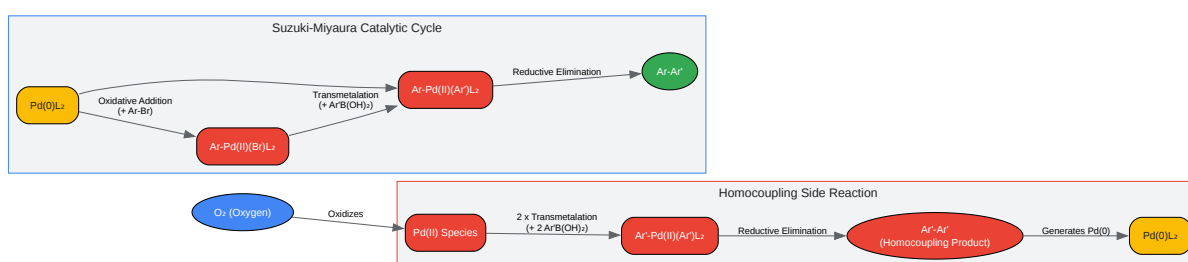 Suzuki-Miyaura Catalytic Cycle
Pd(0)L₂
Oxidative Addition
(+ Ar-Br)
Ar-Pd(II)(Br)L₂
Transmetalation
(+ Ar'B(OH)₂)
Ar-Pd(II)(Ar')L₂
Reductive Elimination
Ar-Ar'
Homocoupling Side Reaction
O₂ (Oxygen)
Oxidizes
Pd(II) Species
2 x Transmetalation
(+ 2 Ar'B(OH)₂)
Ar'-Pd(II)(Ar')L₂
Reductive Elimination
Ar'-Ar'
(Homocoupling Product)
Generates Pd(0)
Pd(0)L₂